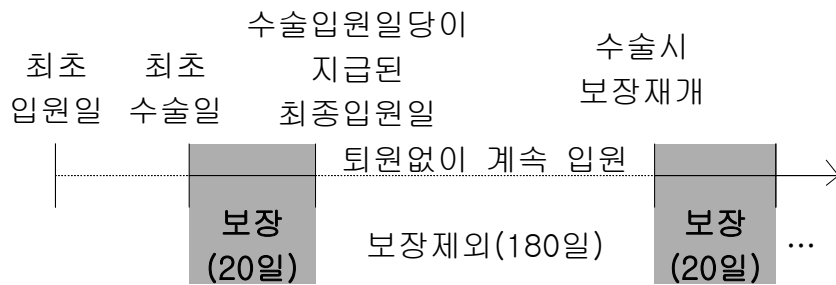 최초
입원일
최초
수술일
수술입원일당이
지급된
최종입원일
수술시
보장재개
퇴원없이 계속 입원
보장
(20일)
보장제외(180일)
보장
(20일)
…